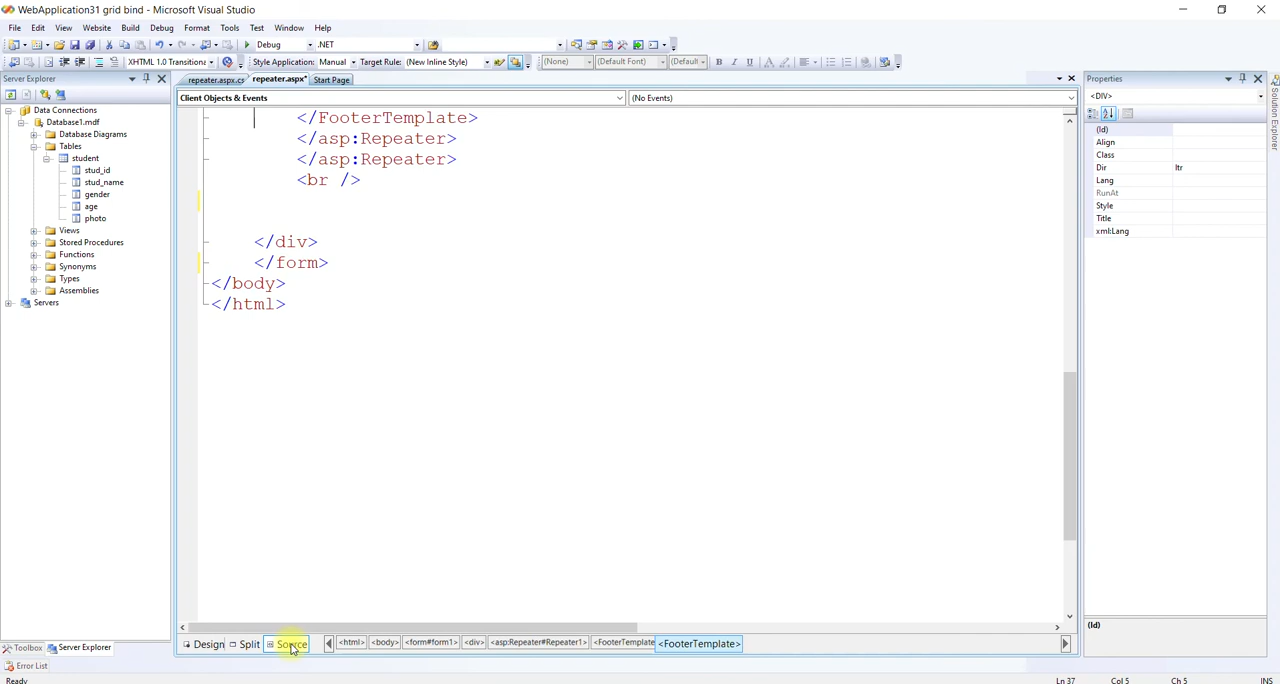 WebApplication31 grid bind - Microsoft Visual Studio
File Edit View Website Build Debug Format Tools Test Window Help
Debug .NET
XHTML 1.0 Transitional Style Application: Manual Target Rule: (New Inline Style) (None) (Default Font) (Default B I U A
Server Explorer
repeater.aspx.cs repeater.aspx* Start Page
Properties
Client Objects & Events (No Events)
<DIV>
Data Connections
Database1.mdf
Database Diagrams
Tables
student
stud_id
stud_name
gender
age
photo
Views
Stored Procedures
Functions
Synonyms
Types
Assemblies
Servers
</FooterTemplate>
</asp:Repeater>
</asp:Repeater>
<br />
</div>
</form>
</body>
</html>
(Id)
Align
Class
Dir ltr
Lang
RunAt
Style
Title
xml:Lang
Solution Explorer
(Id)
Design Split Source <html> <body> <form#form1> <div> <asp:Repeater#Repeater1> <FooterTemplate <FooterTemplate>
Toolbox Server Explorer
Error List
Ready Ln 37 Col 5 Ch 5 INS